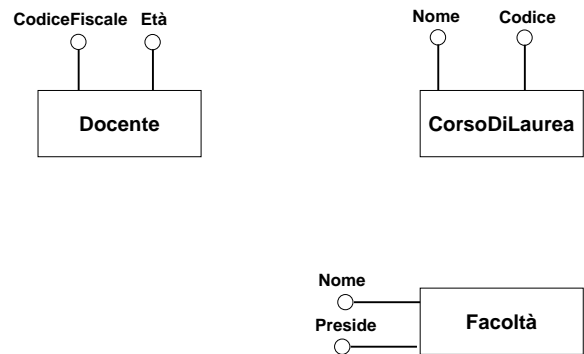 CodiceFiscale Età
Docente
Nome Codice
CorsoDiLaurea
Nome
Preside
Facoltà